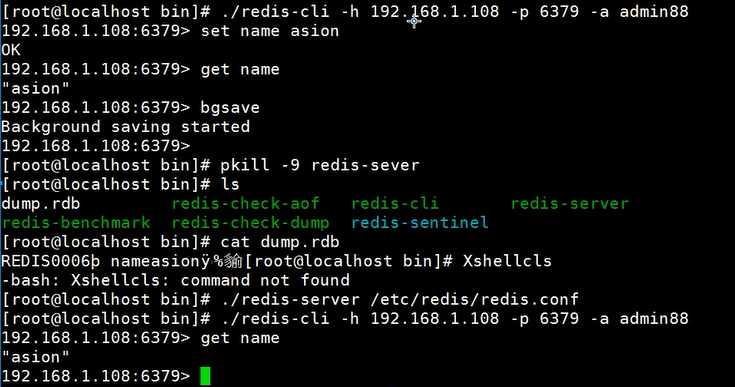 [root@localhost bin]# ./redis-cli -h 192.168.1.108 -p 6379 -a admin88
192.168.1.108:6379> set name asion
OK
192.168.1.108:6379> get name
"asion"
192.168.1.108:6379> bgsave
Background saving started
192.168.1.108:6379>
[root@localhost bin]# pkill -9 redis-sever
[root@localhost bin]# ls
dump.rdb redis-check-aof redis-cli redis-server
redis-benchmark redis-check-dump redis-sentinel
[root@localhost bin]# cat dump.rdb
REDIS0006þ nameasionÿ%貐[root@localhost bin]# Xshellcls
-bash: Xshellcls: command not found
[root@localhost bin]# ./redis-server /etc/redis/redis.conf
[root@localhost bin]# ./redis-cli -h 192.168.1.108 -p 6379 -a admin88
192.168.1.108:6379> get name
"asion"
192.168.1.108:6379>